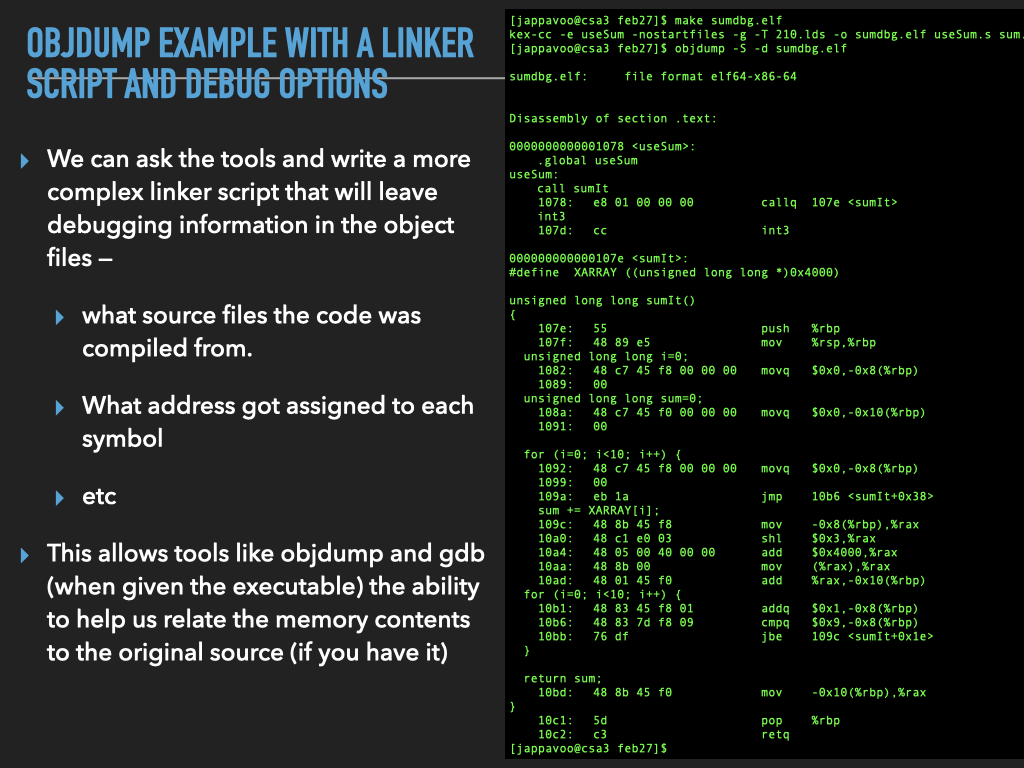 OBJDUMP EXAMPLE WITH A LINKER
SCRIPT AND DEBUG OPTIONS
We can ask the tools and write a more
complex linker script that will leave
debugging information in the object
files –
what source files the code was
compiled from.
What address got assigned to each
symbol
etc
This allows tools like objdump and gdb
(when given the executable) the ability
to help us relate the memory contents
to the original source (if you have it)
[jappavoo@csa3 feb27]$ make sumdbg.elf
kex-cc -e useSum -nostartfiles -g -T 210.lds -o sumdbg.elf useSum.s sum.
[jappavoo@csa3 feb27]$ objdump -S -d sumdbg.elf
sumdbg.elf:     file format elf64-x86-64
Disassembly of section .text:
0000000000001078 <useSum>:
    .global useSum
useSum:
    call sumIt
    1078:   e8 01 00 00 00          callq  107e <sumIt>
    int3
    107d:   cc                      int3
000000000000107e <sumIt>:
#define  XARRAY ((unsigned long long *)0x4000)
unsigned long long sumIt()
{
    107e:   55                      push   %rbp
    107f:   48 89 e5                mov    %rsp,%rbp
  unsigned long long i=0;
    1082:   48 c7 45 f8 00 00 00    movq   $0x0,-0x8(%rbp)
    1089:   00
  unsigned long long sum=0;
    108a:   48 c7 45 f0 00 00 00    movq   $0x0,-0x10(%rbp)
    1091:   00
  for (i=0; i<10; i++) {
    1092:   48 c7 45 f8 00 00 00    movq   $0x0,-0x8(%rbp)
    1099:   00
    109a:   eb 1a                   jmp    10b6 <sumIt+0x38>
    sum += XARRAY[i];
    109c:   48 8b 45 f8             mov    -0x8(%rbp),%rax
    10a0:   48 c1 e0 03             shl    $0x3,%rax
    10a4:   48 05 00 40 00 00       add    $0x4000,%rax
    10aa:   48 8b 00                mov    (%rax),%rax
    10ad:   48 01 45 f0             add    %rax,-0x10(%rbp)
  for (i=0; i<10; i++) {
    10b1:   48 83 45 f8 01          addq   $0x1,-0x8(%rbp)
    10b6:   48 83 7d f8 09          cmpq   $0x9,-0x8(%rbp)
    10bb:   76 df                   jbe    109c <sumIt+0x1e>
  }
  return sum;
    10bd:   48 8b 45 f0             mov    -0x10(%rbp),%rax
}
    10c1:   5d                      pop    %rbp
    10c2:   c3                      retq
[jappavoo@csa3 feb27]$